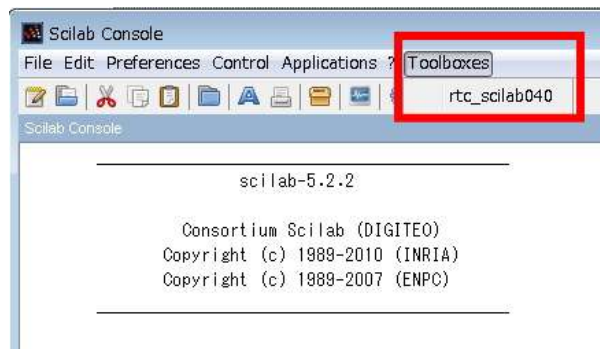 Scilab Console
File Edit Preferences Control Applications ? Toolboxes
rtc_scilab040
Scilab Console
scilab-5.2.2
Consortium Scilab (DIGITEO)
Copyright (c) 1989-2010 (INRIA)
Copyright (c) 1989-2007 (ENPC)